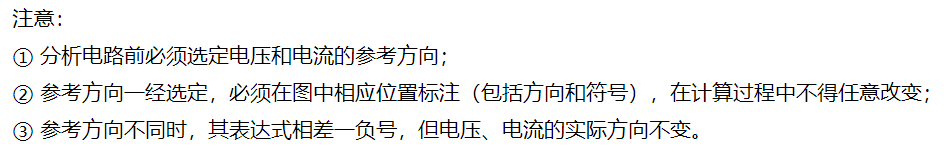 注意：
① 分析电路前必须选定电压和电流的参考方向；
② 参考方向一经选定，必须在图中相应位置标注（包括方向和符号），在计算过程中不得任意改变；
③ 参考方向不同时，其表达式相差一负号，但电压、电流的实际方向不变。